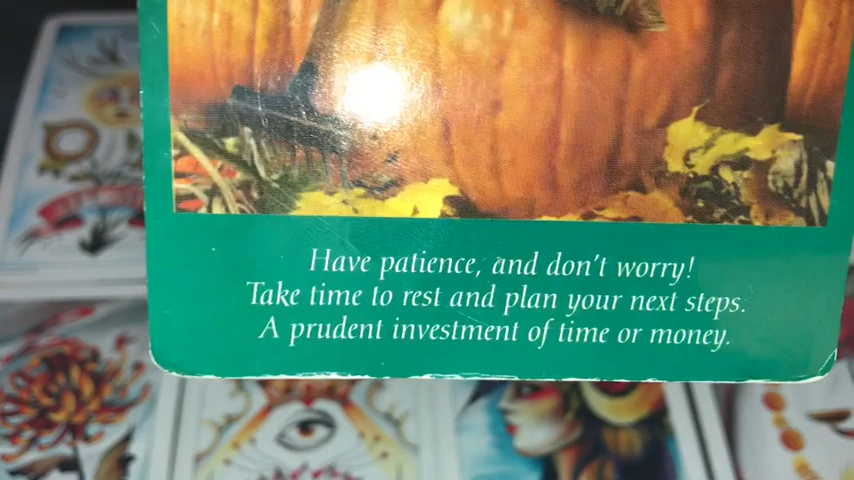 Have patience, and don't worry!
Take time to rest and plan your next steps.
A prudent investment of time or money.